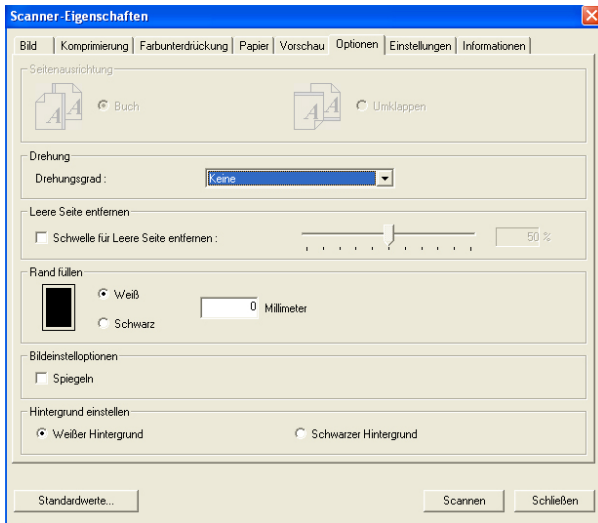 Scanner-Eigenschaften
Bild Komprimierung Farbunterdrückung Papier Vorschau Optionen Einstellungen Informationen
Seitenausrichtung
A A Buch A A Umklappen
Drehung
Drehungsgrad : Keine
Leere Seite entfernen
Schwelle für Leere Seite entfernen : 50 %
Rand füllen
Weiß
0 Millimeter
Schwarz
Bildeinstelloptionen
Spiegeln
Hintergrund einstellen
Weißer Hintergrund Schwarzer Hintergrund
Standardwerte... Scannen Schließen